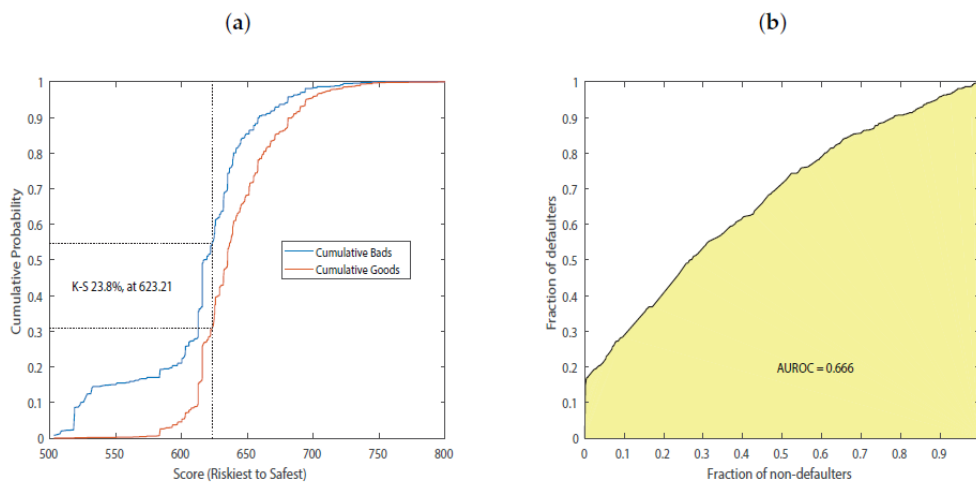 (a)
(b)
1
0.9
0.8
0.7
0.6
0.5
0.4
0.3
0.2
0.1
0
Cumulative Probability
K-S 23.8%, at 623.21
Cumulative Bads
Cumulative Goods
500 550 600 650 700 750 800
Score (Riskiest to Safest)
1
0.9
0.8
0.7
0.6
0.5
0.4
0.3
0.2
0.1
0
Fraction of defaulters
AUROC = 0.666
0 0.1 0.2 0.3 0.4 0.5 0.6 0.7 0.8 0.9
Fraction of non-defaulters